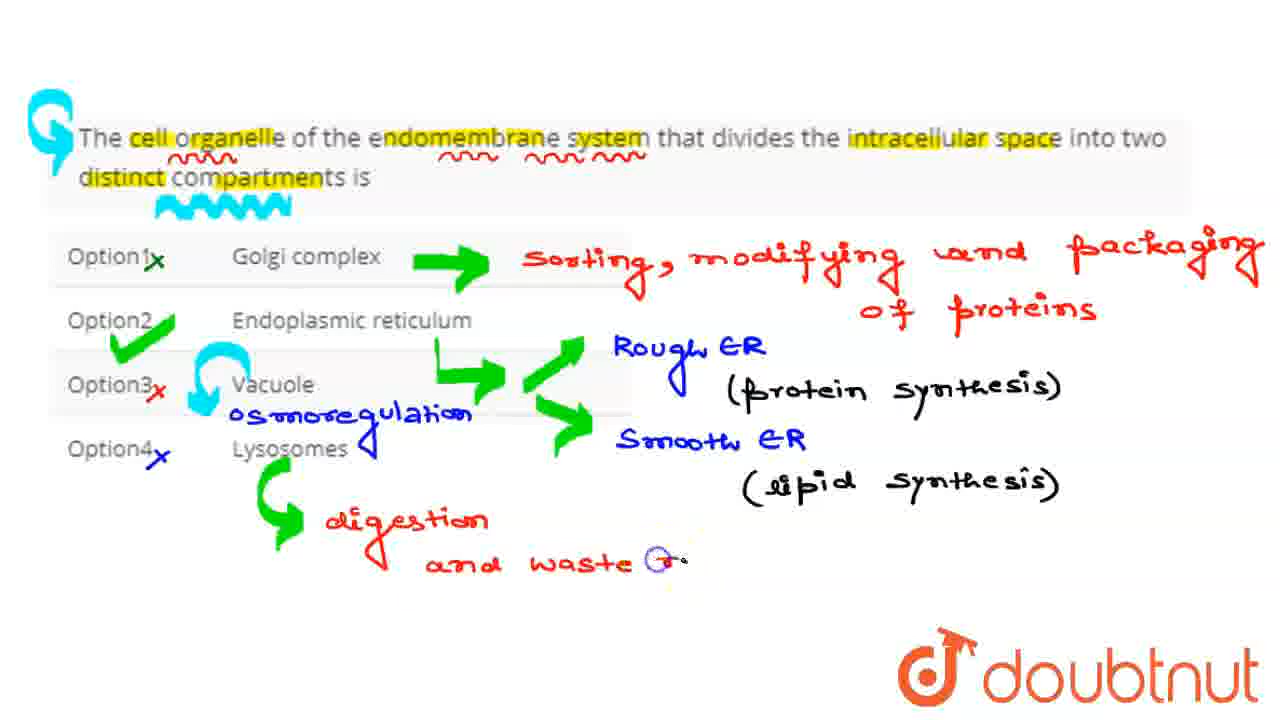 The cell organelle of the endomembrane system that divides the intracellular space into two
distinct compartments is
Option1 Golgi complex
sorting, modifying and packaging
of proteins
Option2 Endoplasmic reticulum
Rough ER
(protein synthesis)
Smooth ER
(lipid synthesis)
Option3 Vacuole
osmoregulation
Option4 Lysosomes
digestion
and waste r
doubtnut